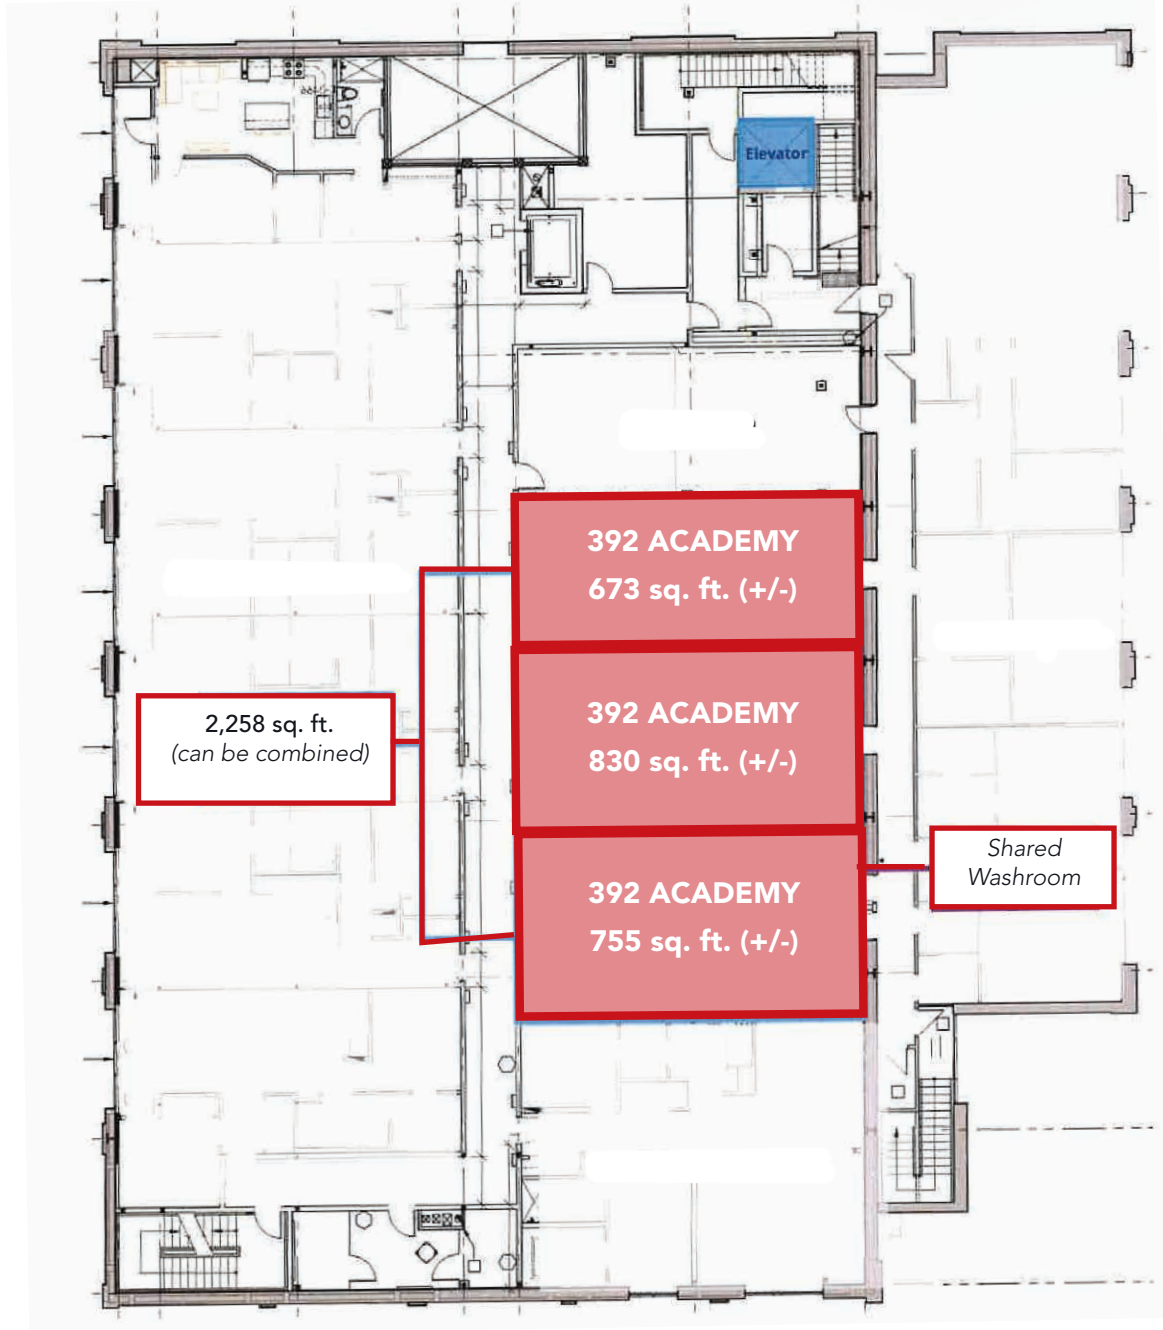 Elevator
392 ACADEMY
673 sq. ft. (+/-)
392 ACADEMY
830 sq. ft. (+/-)
2,258 sq. ft.
(can be combined)
Shared
Washroom
392 ACADEMY
755 sq. ft. (+/-)